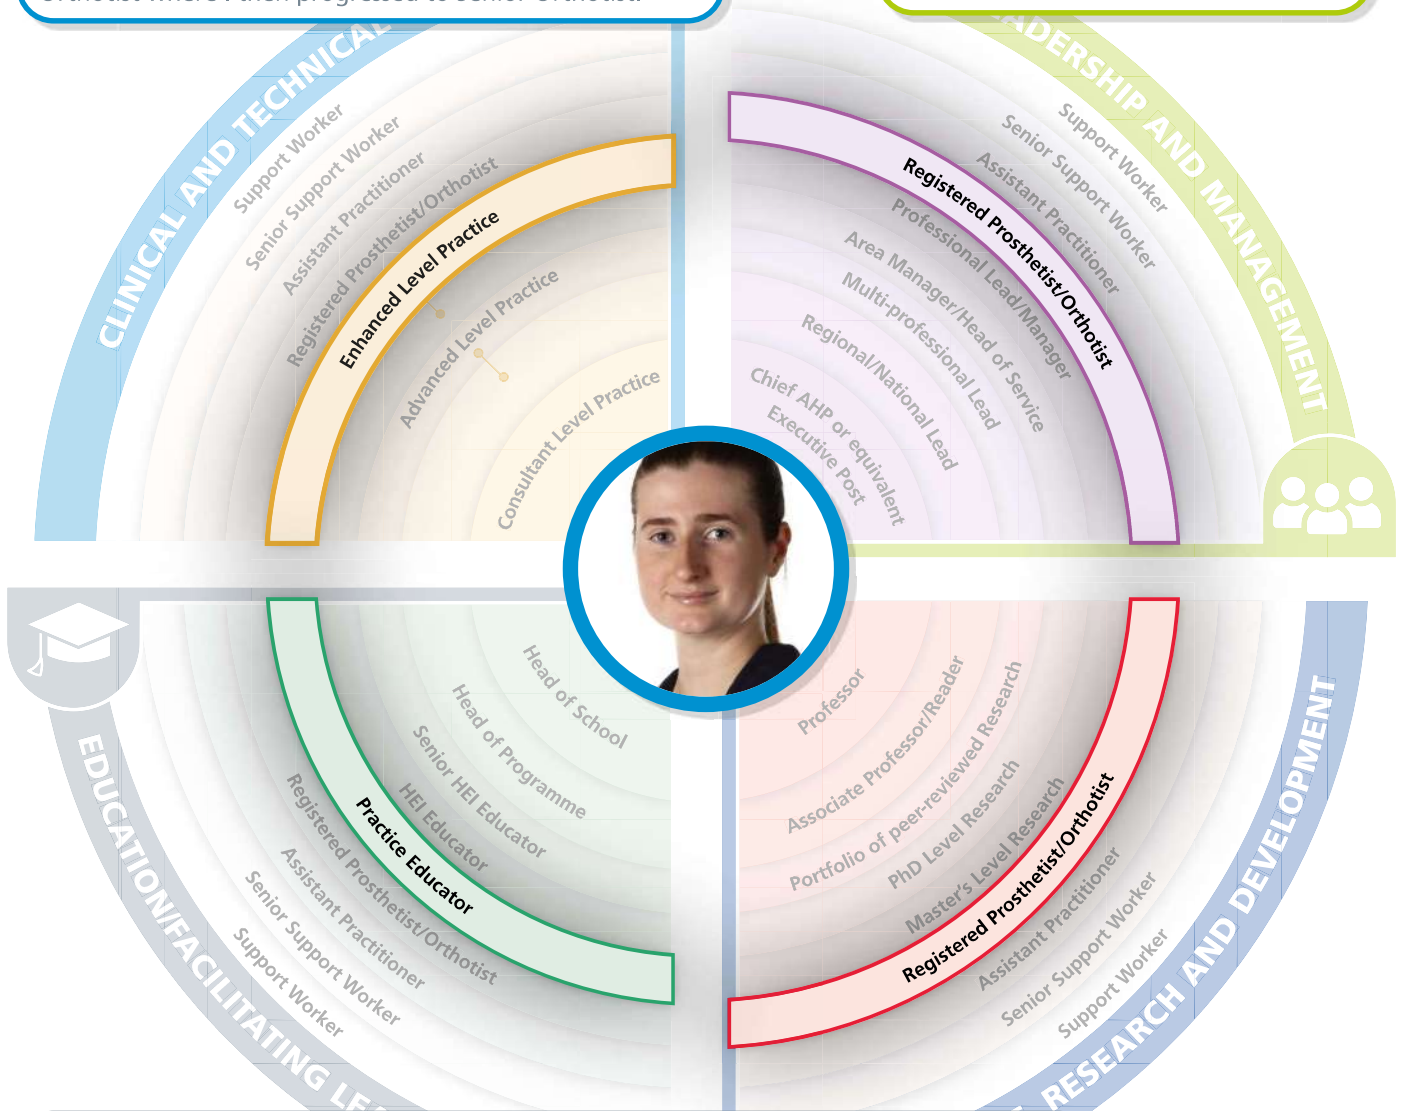 Orthotist where I then progressed to Senior Orthotist.
CLINICAL AND TECHNICAL
Support Worker
Senior Support Worker
Assistant Practitioner
Registered Prosthetist/Orthotist
Enhanced Level Practice
Advanced Level Practice
Consultant Level Practice
LEADERSHIP AND MANAGEMENT
Support Worker
Senior Support Worker
Assistant Practitioner
Registered Prosthetist/Orthotist
Professional Lead/Manager
Area Manager/Head of Service
Multi-professional Lead
Regional/National Lead
Chief AHP or equivalent
Executive Post
Head of School
Head of Programme
Senior HEI Educator
HEI Educator
Practice Educator
Registered Prosthetist/Orthotist
Assistant Practitioner
Senior Support Worker
Support Worker
EDUCATION/FACILITATING
Professor
Associate Professor/Reader
Portfolio of peer-reviewed Research
PhD Level Research
Master's Level Research
Registered Prosthetist/Orthotist
Assistant Practitioner
Senior Support Worker
Support Worker
RESEARCH AND DEVELOPMENT